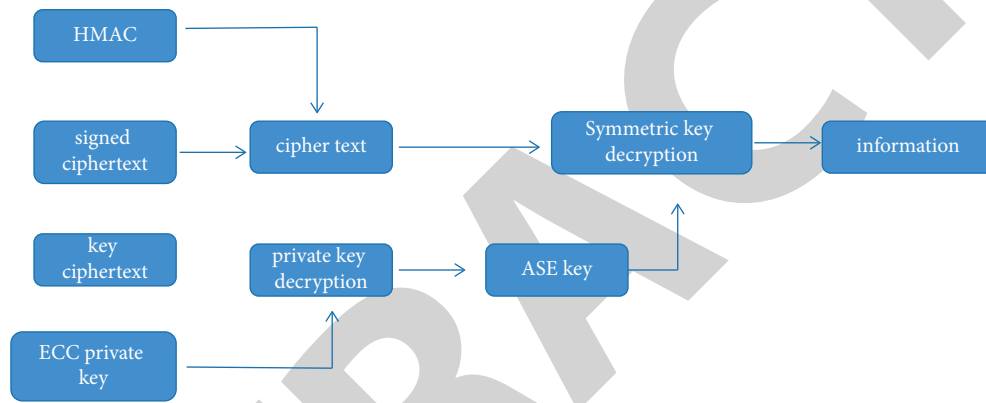 HMAC
signed
ciphertext
cipher text
Symmetric key
decryption
information
key
ciphertext
private key
decryption
ASE key
ECC private
key